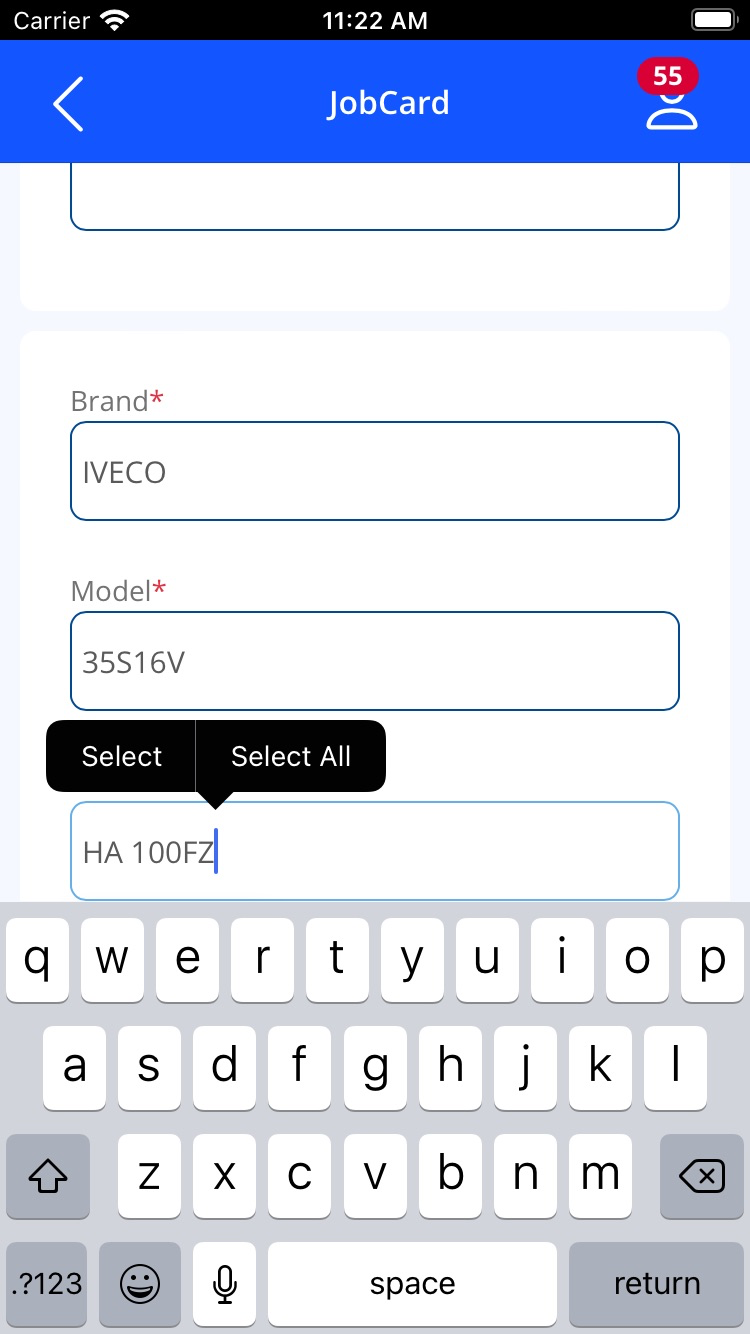 Carrier 11:22 AM
JobCard
55
Brand*
IVECO
Model*
35S16V
Select Select All
HA 100FZ
q w e r t y u i o p
a s d f g h j k l
z x c v b n m
.?123 space return